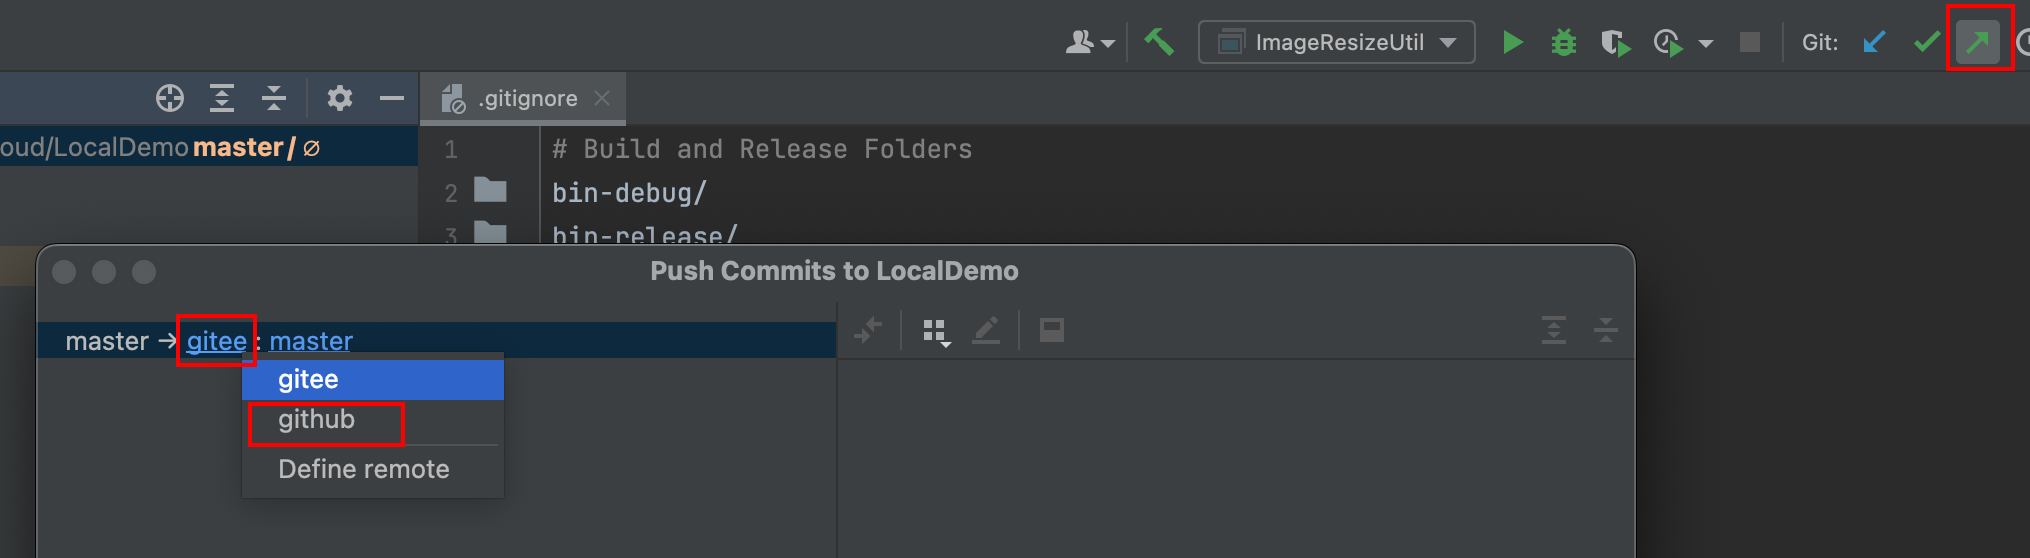 ImageResizeUtil
Git:
.gitignore
oud/LocalDemo master / ∅
1 # Build and Release Folders
2 bin-debug/
3 bin-release/
Push Commits to LocalDemo
master → gitee : master
gitee
github
Define remote